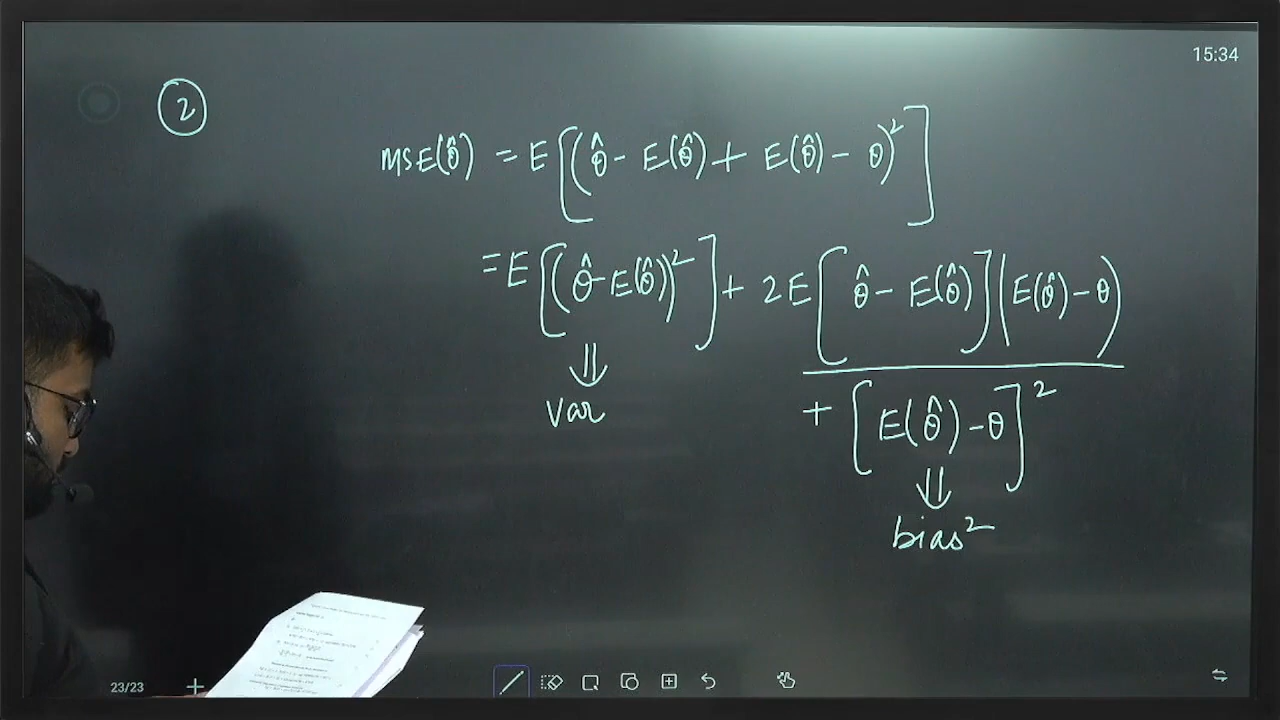 15:34
2
MSE(θ̂) = E[(θ̂ - E(θ̂) + E(θ̂) - θ)²]
= E[(θ̂ - E(θ̂))²] + 2E[θ̂ - E(θ̂)](E(θ̂) - θ)
+ [E(θ̂) - θ]²
⇓ ⇓
Var bias²
23/23 +